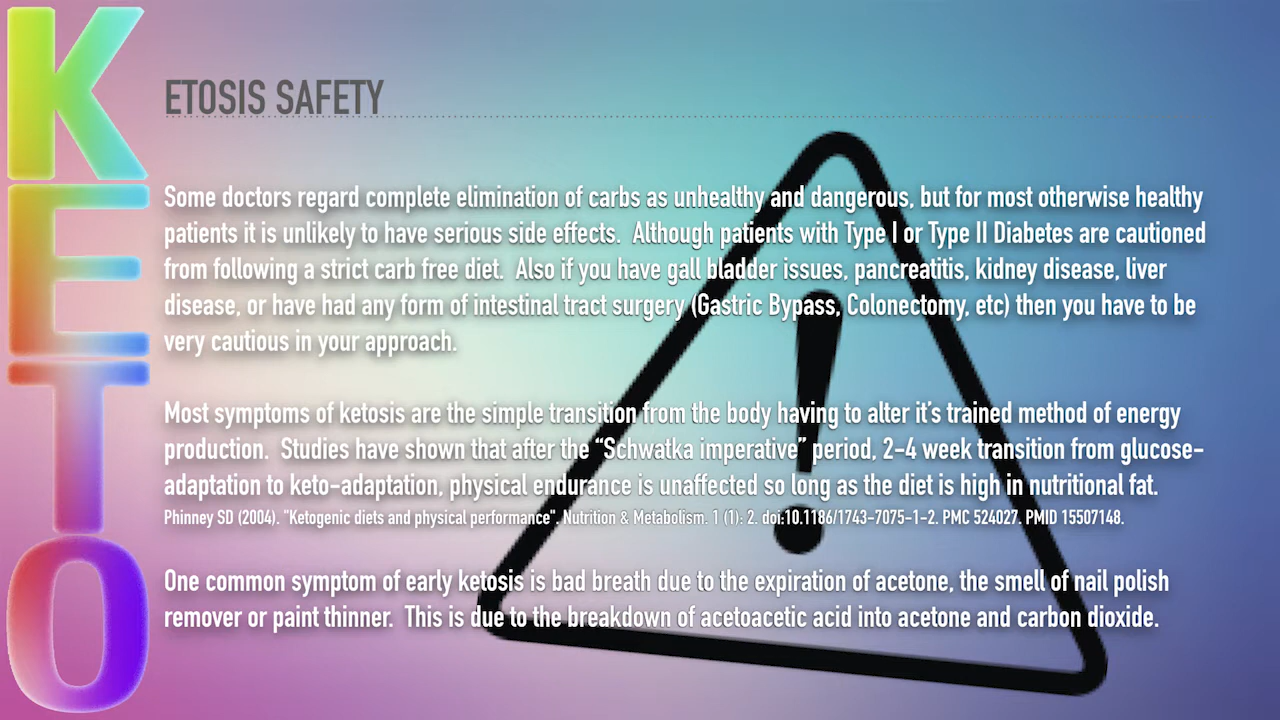 KETO
ETOSIS SAFETY
Some doctors regard complete elimination of carbs as unhealthy and dangerous, but for most otherwise healthy
patients it is unlikely to have serious side effects.  Although patients with Type I or Type II Diabetes are cautioned
from following a strict carb free diet.  Also if you have gall bladder issues, pancreatitis, kidney disease, liver
disease, or have had any form of intestinal tract surgery (Gastric Bypass, Colonectomy, etc) then you have to be
very cautious in your approach.
Most symptoms of ketosis are the simple transition from the body having to alter it’s trained method of energy
production.  Studies have shown that after the “Schwatka imperative” period, 2-4 week transition from glucose-
adaptation to keto-adaptation, physical endurance is unaffected so long as the diet is high in nutritional fat.
Phinney SD (2004). "Ketogenic diets and physical performance". Nutrition & Metabolism. 1 (1): 2. doi:10.1186/1743-7075-1-2. PMC 524027. PMID 15507148.
One common symptom of early ketosis is bad breath due to the expiration of acetone, the smell of nail polish
remover or paint thinner.  This is due to the breakdown of acetoacetic acid into acetone and carbon dioxide.